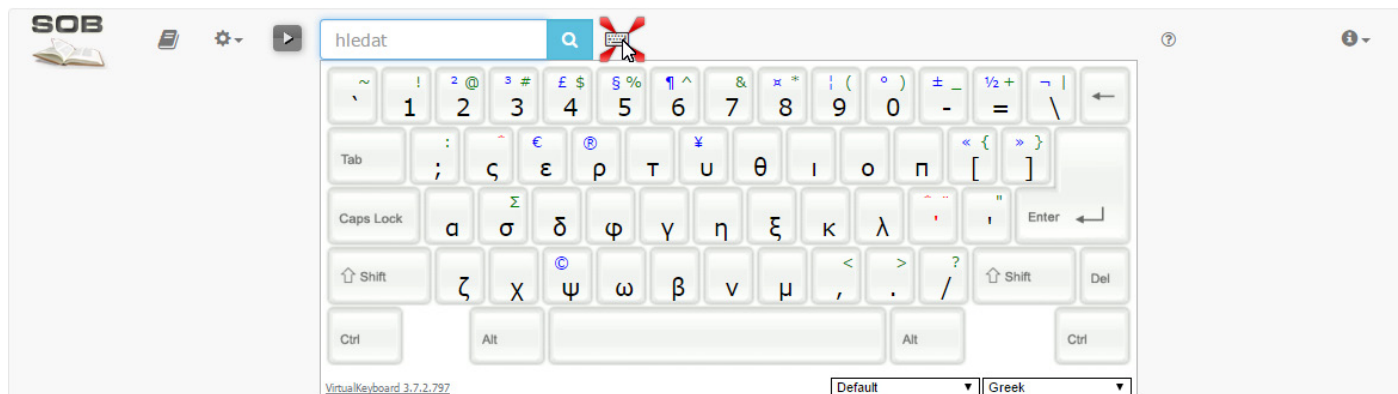 SOB
hledat
~ ! ² @ ³ # £ $ § % ¶ ^ & ¤ * ¦ ( ° ) ± _ ½ + ¬ |
` 1 2 3 4 5 6 7 8 9 0 - = \
: ^ € ® ¥ « { » }
Tab ; ς ε ρ τ υ θ ι ο π [ ]
Σ ^ ¨ "
Caps Lock α σ δ φ γ η ξ κ λ ' ' Enter
© < > ?
Shift ζ χ ψ ω β ν μ , . / Shift Del
Ctrl Alt Alt Ctrl
VirtualKeyboard 3.7.2.797 Default Greek